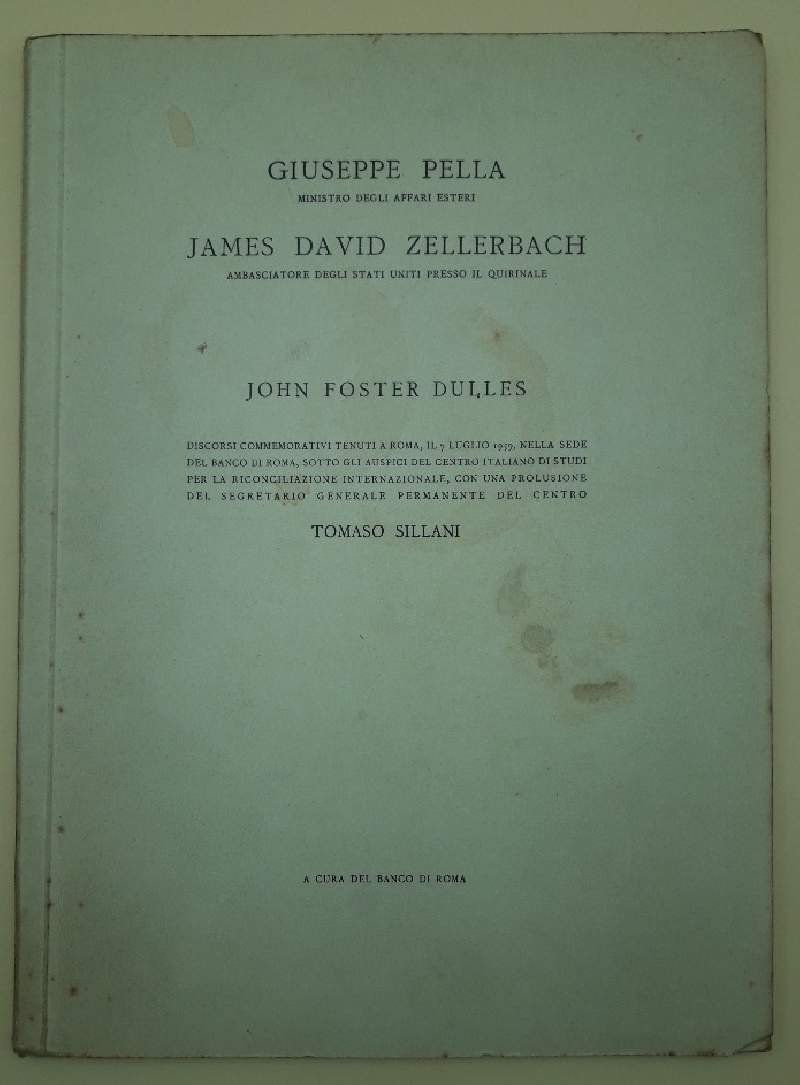 GIUSEPPE PELLA
MINISTRO DEGLI AFFARI ESTERI
JAMES DAVID ZELLERBACH
AMBASCIATORE DEGLI STATI UNITI PRESSO IL QUIRINALE
JOHN FOSTER DULLES
DISCORSI COMMEMORATIVI TENUTI A ROMA, IL 7 LUGLIO 1959, NELLA SEDE
DEL BANCO DI ROMA, SOTTO GLI AUSPICI DEL CENTRO ITALIANO DI STUDI
PER LA RICONCILIAZIONE INTERNAZIONALE, CON UNA PROLUSIONE
DEL SEGRETARIO GENERALE PERMANENTE DEL CENTRO
TOMASO SILLANI
A CURA DEL BANCO DI ROMA